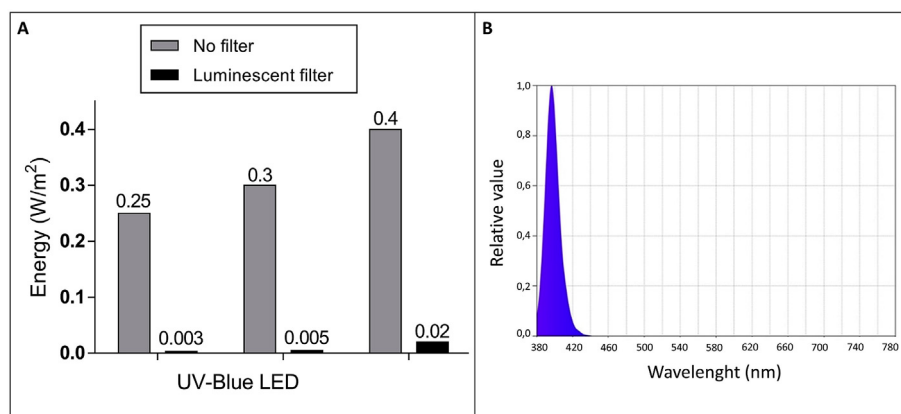 A
No filter
Luminescent filter
Energy (W/m²)
0.4
0.3
0.2
0.1
0.0
0.25
0.003
0.3
0.005
0.4
0.02
UV-Blue LED
B
Relative value
1,0
0,8
0,6
0,4
0,2
0,0
380 420 460 500 540 580 620 660 700 740 780
Wavelenght (nm)